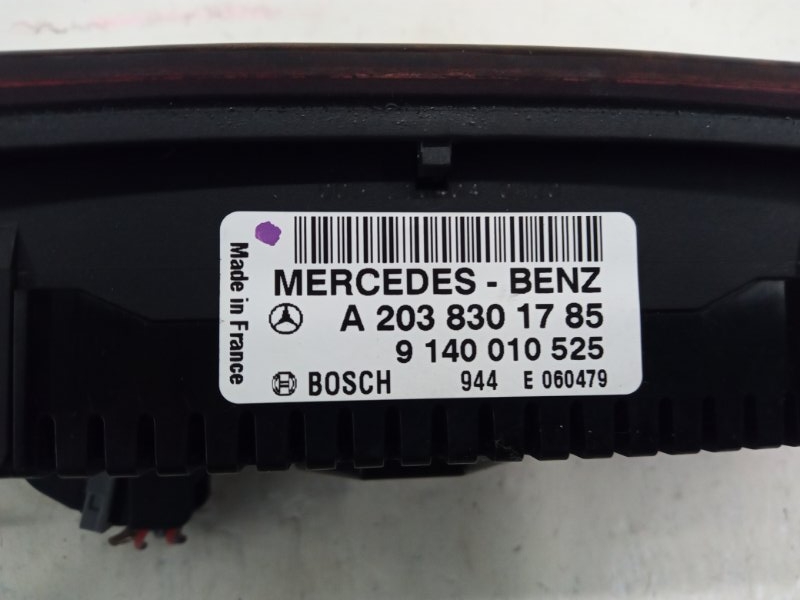 Made in France
MERCEDES - BENZ
A 203 830 17 85
9 140 010 525
BOSCH 944 E 060479